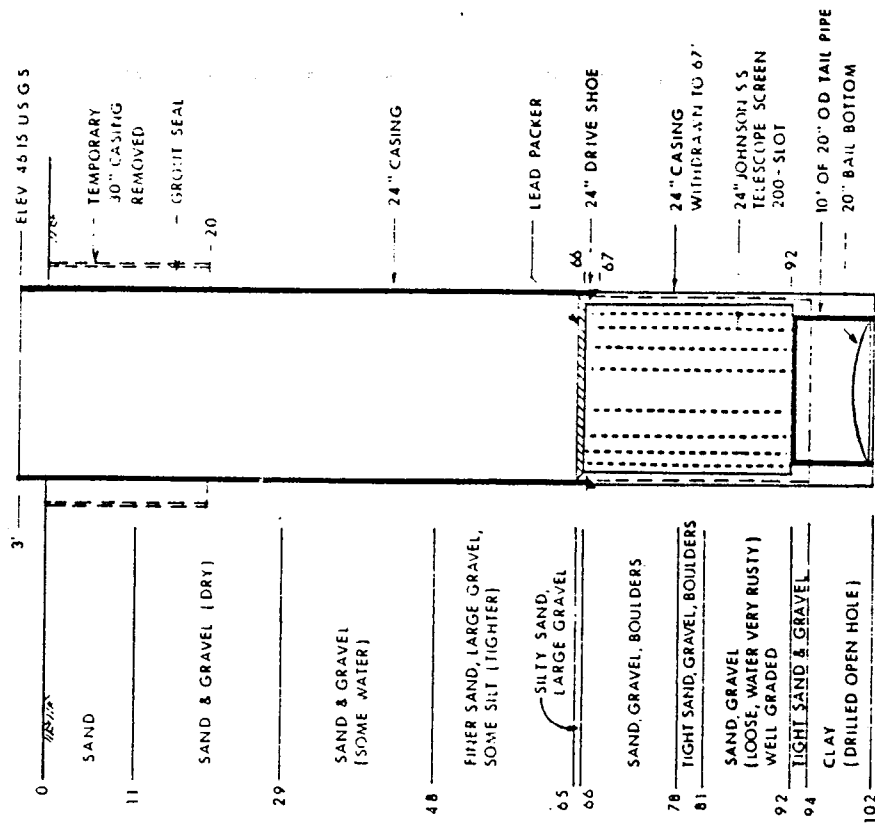 3'
ELEV 4615 USGS
0
SAND
11
SAND & GRAVEL (DRY)
29
SAND & GRAVEL
(SOME WATER)
48
FINER SAND, LARGE GRAVEL,
SOME SILT (TIGHTER)
65
66
SILTY SAND,
LARGE GRAVEL
SAND, GRAVEL, BOULDERS
78
TIGHT SAND, GRAVEL, BOULDERS
81
SAND, GRAVEL
(LOOSE, WATER VERY RUSTY)
WELL GRADED
92
TIGHT SAND & GRAVEL
94
CLAY
(DRILLED OPEN HOLE)
102
TEMPORARY
30" CASING
REMOVED
GROUT SEAL
20
24" CASING
LEAD PACKER
66
24" DRIVE SHOE
67
24" CASING
WITHDRAWN TO 67'
24" JOHNSON SS
TELESCOPE SCREEN
200-SLOT
92
10' OF 20" OD TAIL PIPE
20" BAIL BOTTOM